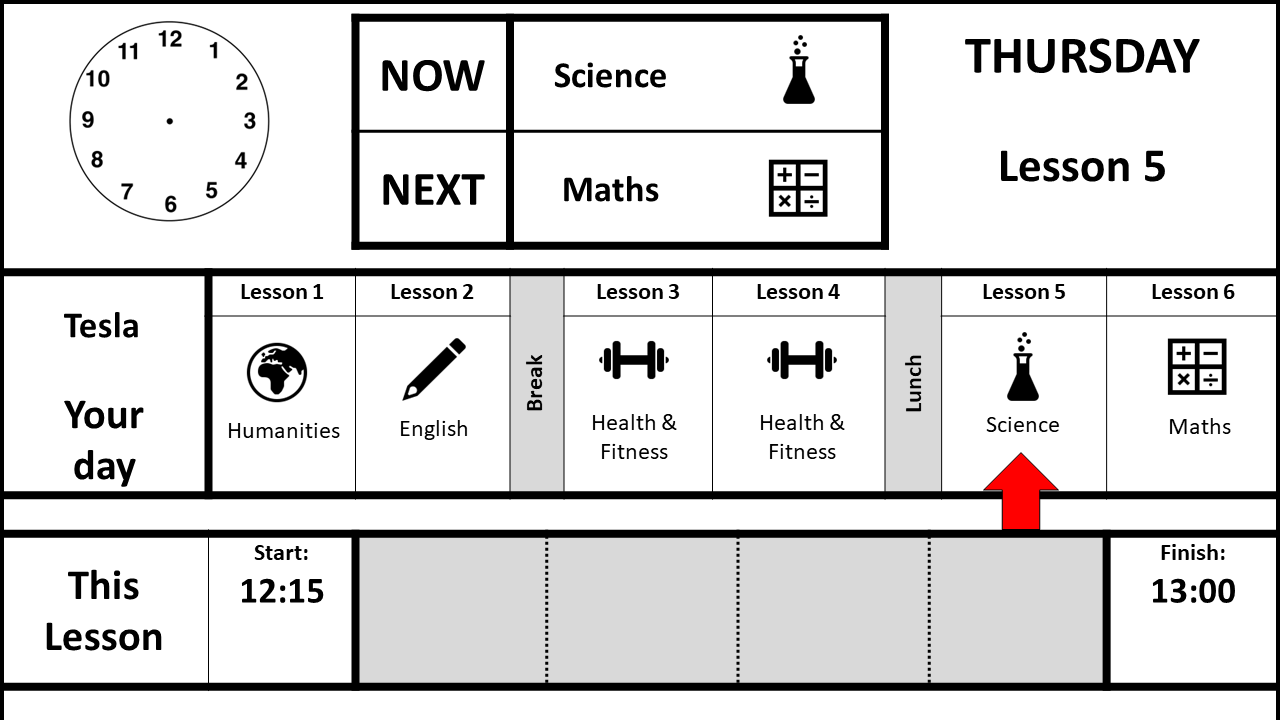 12
11
1
10
2
9
3
8
4
7
5
6
NOW
Science
NEXT
Maths
THURSDAY
Lesson 5
Tesla
Your
day
Lesson 1
Humanities
Lesson 2
English
Break
Lesson 3
Health &
Fitness
Lesson 4
Health &
Fitness
Lunch
Lesson 5
Science
Lesson 6
Maths
This
Lesson
Start:
12:15
Finish:
13:00